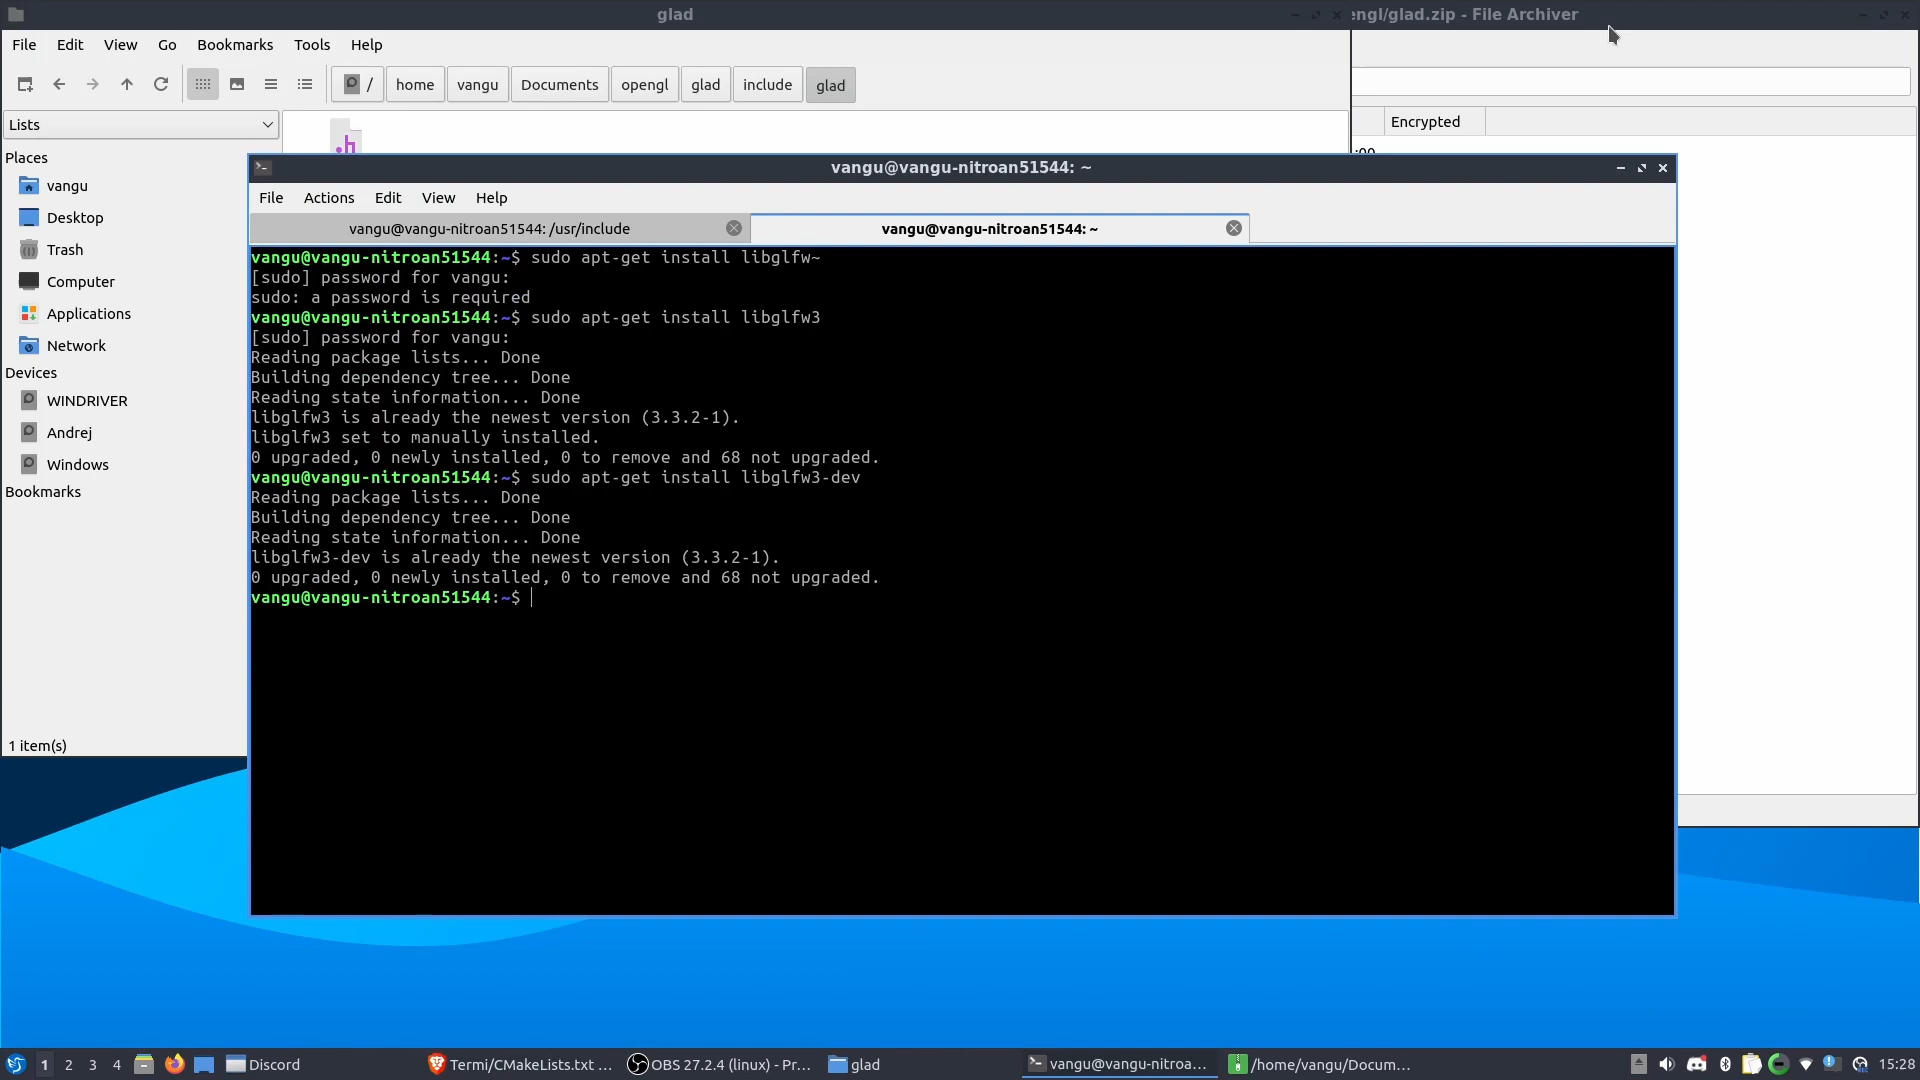 glad
engl/glad.zip - File Archiver
File Edit View Go Bookmarks Tools Help
/ home vangu Documents opengl glad include glad
Lists
Encrypted
.h
:00
Places
vangu
Desktop
Trash
Computer
Applications
Network
Devices
WINDRIVER
Andrej
Windows
Bookmarks
1 item(s)
vangu@vangu-nitroan51544: ~
File Actions Edit View Help
vangu@vangu-nitroan51544: /usr/include
vangu@vangu-nitroan51544: ~
vangu@vangu-nitroan51544:~$ sudo apt-get install libglfw~
[sudo] password for vangu:
sudo: a password is required
vangu@vangu-nitroan51544:~$ sudo apt-get install libglfw3
[sudo] password for vangu:
Reading package lists... Done
Building dependency tree... Done
Reading state information... Done
libglfw3 is already the newest version (3.3.2-1).
libglfw3 set to manually installed.
0 upgraded, 0 newly installed, 0 to remove and 68 not upgraded.
vangu@vangu-nitroan51544:~$ sudo apt-get install libglfw3-dev
Reading package lists... Done
Building dependency tree... Done
Reading state information... Done
libglfw3-dev is already the newest version (3.3.2-1).
0 upgraded, 0 newly installed, 0 to remove and 68 not upgraded.
vangu@vangu-nitroan51544:~$
1 2 3 4 Discord Termi/CMakeLists.txt ... OBS 27.2.4 (linux) - Pr... glad vangu@vangu-nitroa... /home/vangu/Docum... 15:28